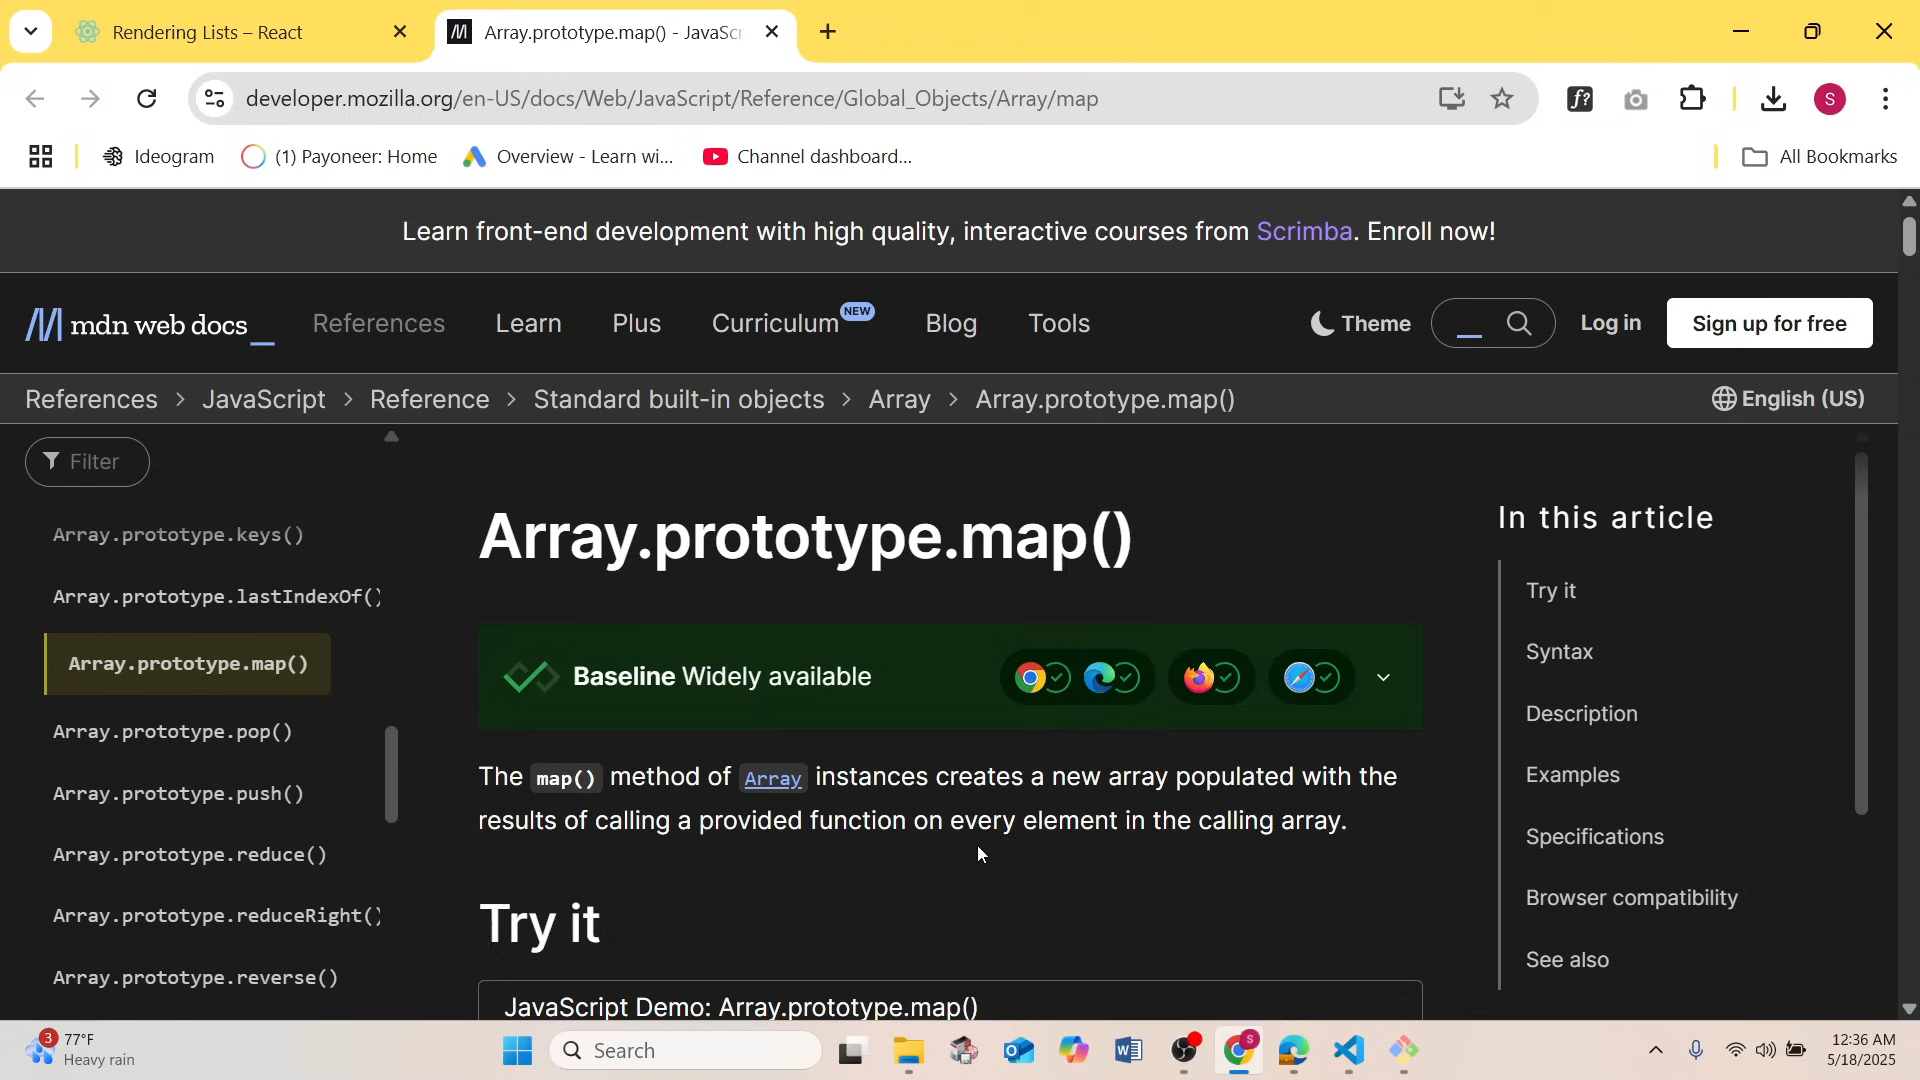 Rendering Lists – React
Array.prototype.map() - JavaScr
developer.mozilla.org/en-US/docs/Web/JavaScript/Reference/Global_Objects/Array/map
f?
S
Ideogram
(1) Payoneer: Home
Overview - Learn wi...
Channel dashboard...
All Bookmarks
Learn front-end development with high quality, interactive courses from Scrimba. Enroll now!
mdn web docs
References
Learn
Plus
Curriculum NEW
Blog
Tools
Theme
Log in
Sign up for free
References > JavaScript > Reference > Standard built-in objects > Array > Array.prototype.map()
English (US)
Filter
Array.prototype.keys()
Array.prototype.lastIndexOf()
Array.prototype.map()
Array.prototype.pop()
Array.prototype.push()
Array.prototype.reduce()
Array.prototype.reduceRight()
Array.prototype.reverse()
Array.prototype.map()
Baseline Widely available
The map() method of Array instances creates a new array populated with the
results of calling a provided function on every element in the calling array.
Try it
JavaScript Demo: Array.prototype.map()
In this article
Try it
Syntax
Description
Examples
Specifications
Browser compatibility
See also
3
77°F
Heavy rain
Search
S
12:36 AM
5/18/2025